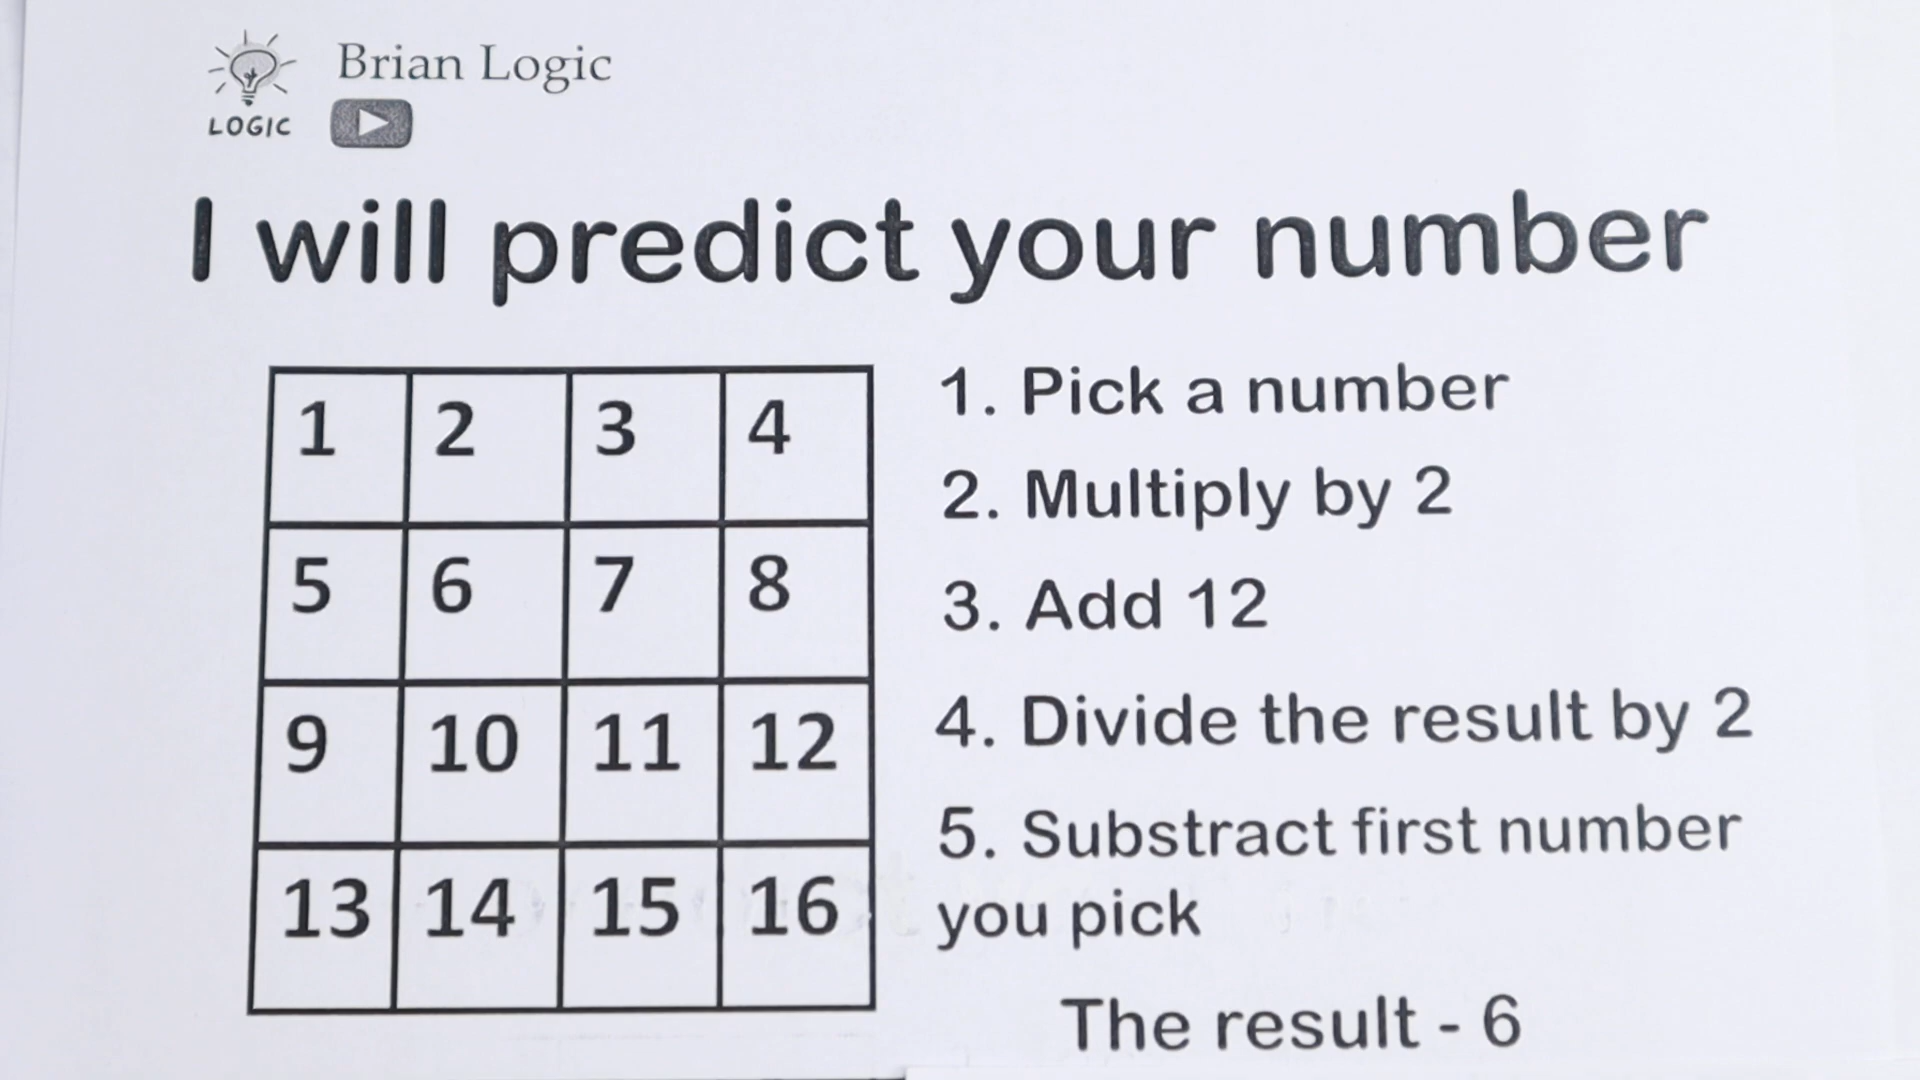 Brian Logic
LOGIC
I will predict your number
1 2 3 4
5 6 7 8
9 10 11 12
13 14 15 16
1. Pick a number
2. Multiply by 2
3. Add 12
4. Divide the result by 2
5. Substract first number
you pick
The result - 6